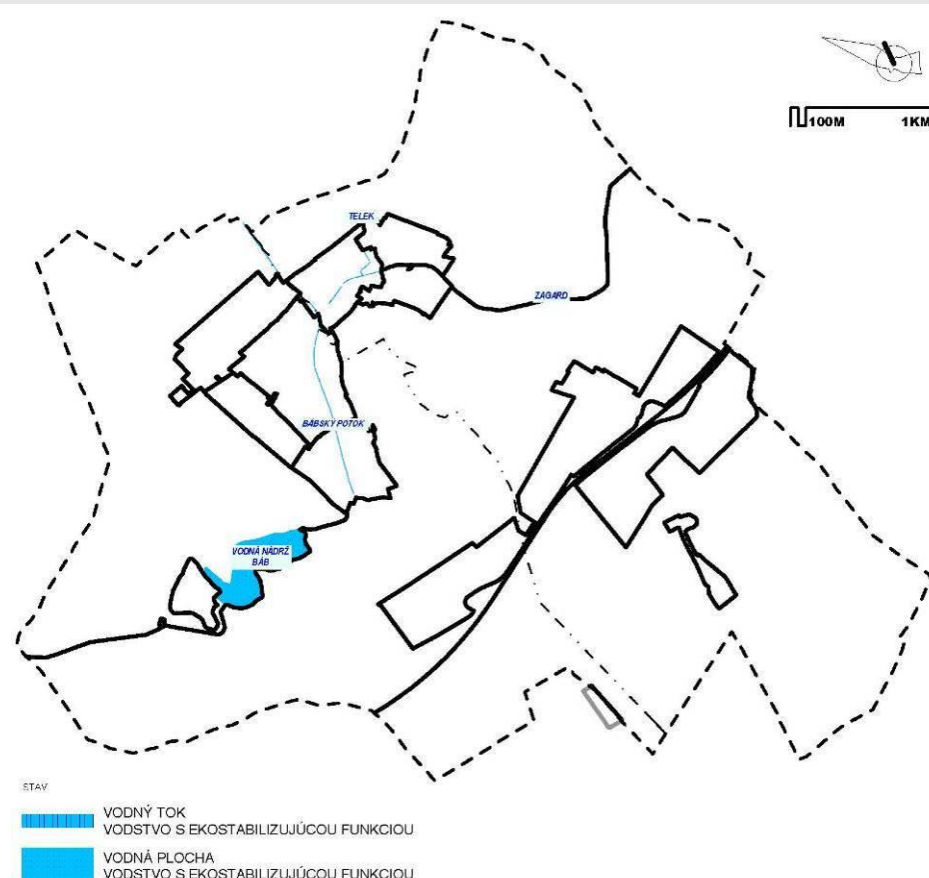 100M 1KM
TELEK
ZAGARD
BÁBSKÝ POTOK
VODNÁ NÁDRŽ
BÁB
STAV
VODNÝ TOK
VODSTVO S EKOSTABILIZUJÚCOU FUNKCIOU
VODNÁ PLOCHA
VODSTVO S EKOSTABILIZUJÚCOU FUNKCIOU